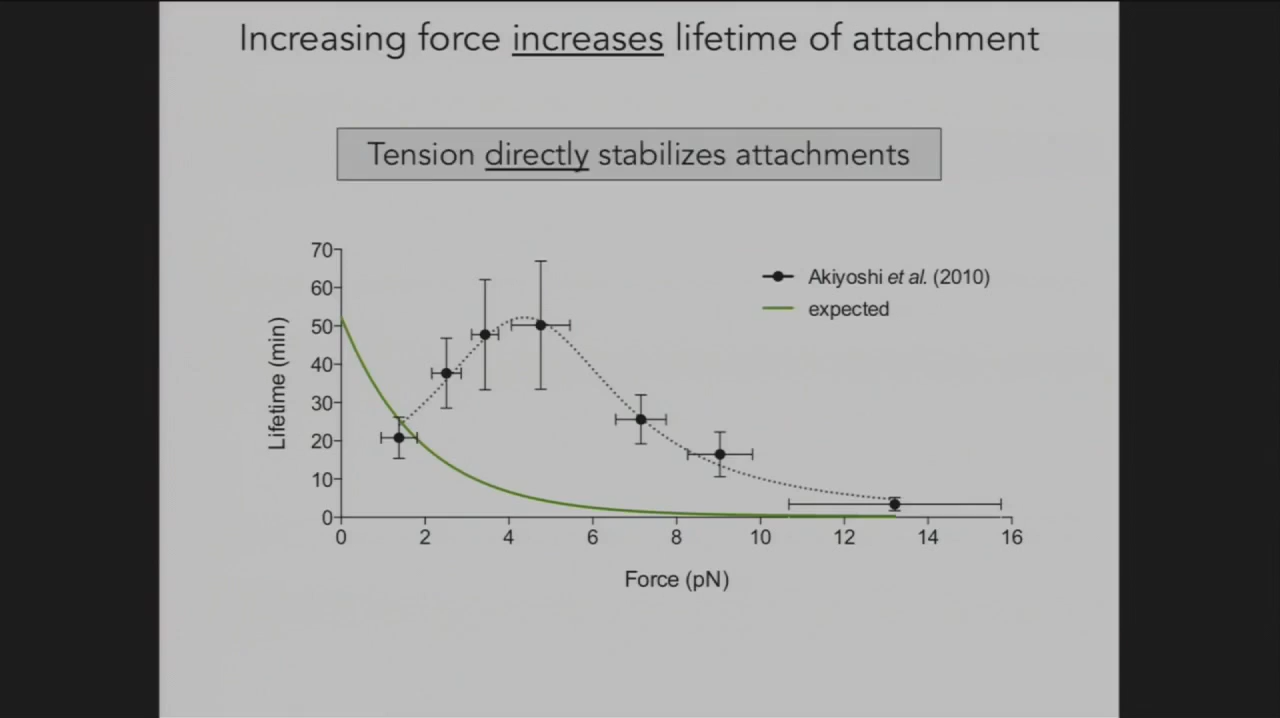 Increasing force increases lifetime of attachment
Tension directly stabilizes attachments
70
60
50
40
30
20
10
0
Lifetime (min)
Akiyoshi et al. (2010)
expected
0 2 4 6 8 10 12 14 16
Force (pN)